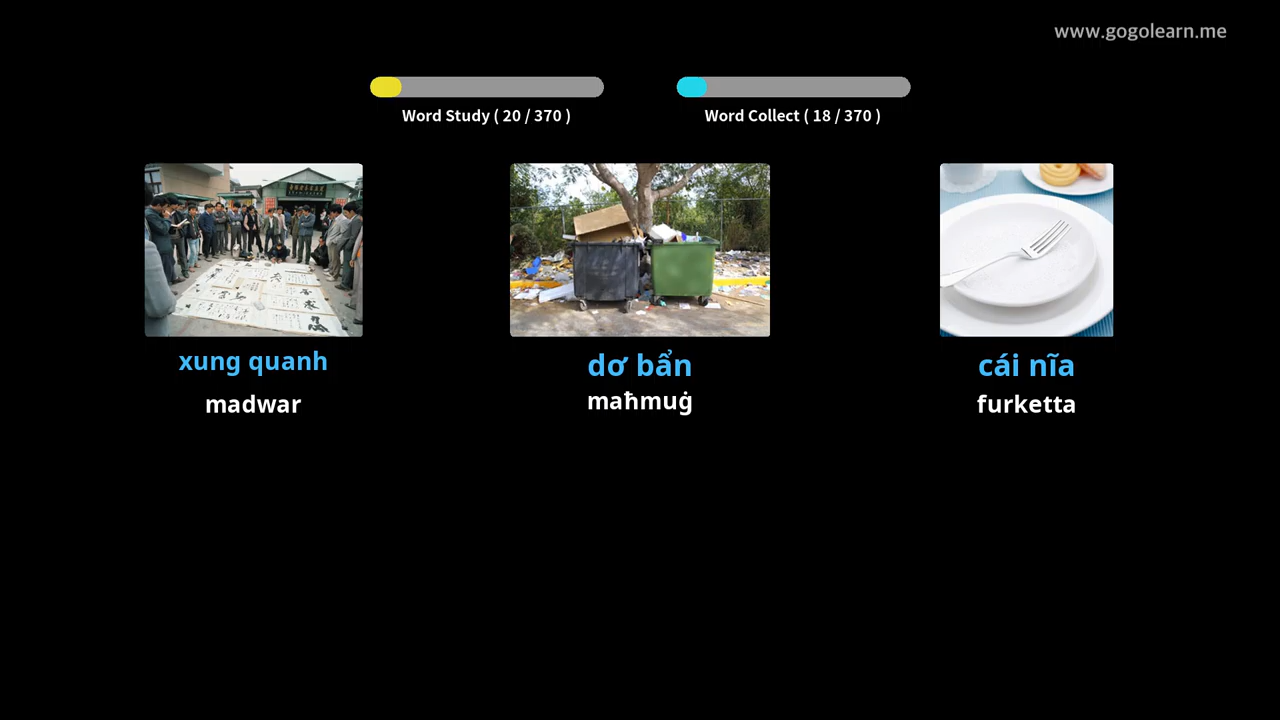 www.gogolearn.me
Word Study ( 20 / 370 )
Word Collect ( 18 / 370 )
xung quanh
dơ bẩn
cái nĩa
madwar
maħmuġ
furketta